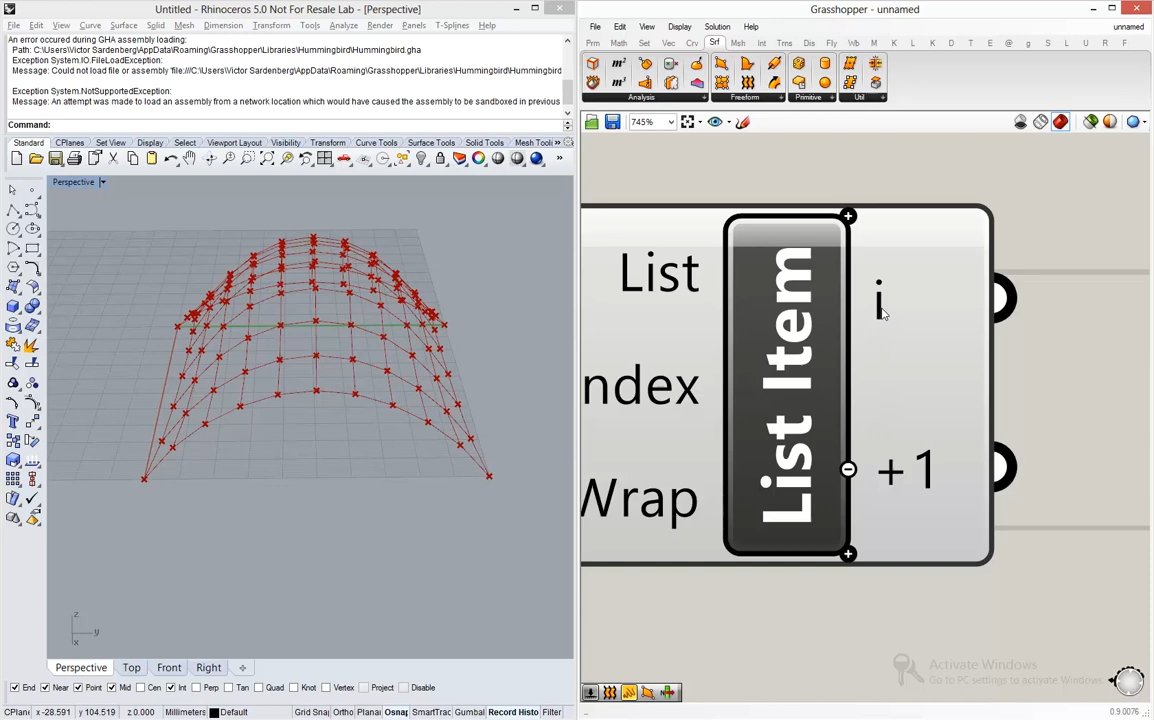 Untitled - Rhinoceros 5.0 Not For Resale Lab - [Perspective]
File Edit View Curve Surface Solid Mesh Dimension Transform Tools Analyze Render Panels T-Splines Help
An error occured during GHA assembly loading:
Path: C:\Users\Victor Sardenberg\AppData\Roaming\Grasshopper\Libraries\Hummingbird\Hummingbird.gha
Exception System.IO.FileLoadException:
Message: Could not load file or assembly 'file:///C:\Users\Victor Sardenberg\AppData\Roaming\Grasshopper\Libraries\Hummingbird\Hummingbird
Exception System.NotSupportedException:
Message: An attempt was made to load an assembly from a network location which would have caused the assembly to be sandboxed in previous
Command:
Standard CPlanes Set View Display Select Viewport Layout Visibility Transform Curve Tools Surface Tools Solid Tools Mesh Tools »
Perspective
z
y
x
Perspective Top Front Right
End Near Point Mid Cen Int Perp Tan Quad Knot Vertex Project Disable
CPlane x -28.591 y 104.519 z 0.000 Millimeters Default Grid Snap Ortho Planar Osnap SmartTrac Gumbal Record Histo Filter
Grasshopper - unnamed
File Edit View Display Solution Help
unnamed
Prm Math Set Vec Crv Srf Msh Int Trns Dis Fly W M K L K D K E @ g V S U R F
Analysis Freeform Primitive Util
745%
List
ndex
Wrap
List Item
i
+1
Activate Windows
Go to PC settings to activate Windows.
0.9.0076